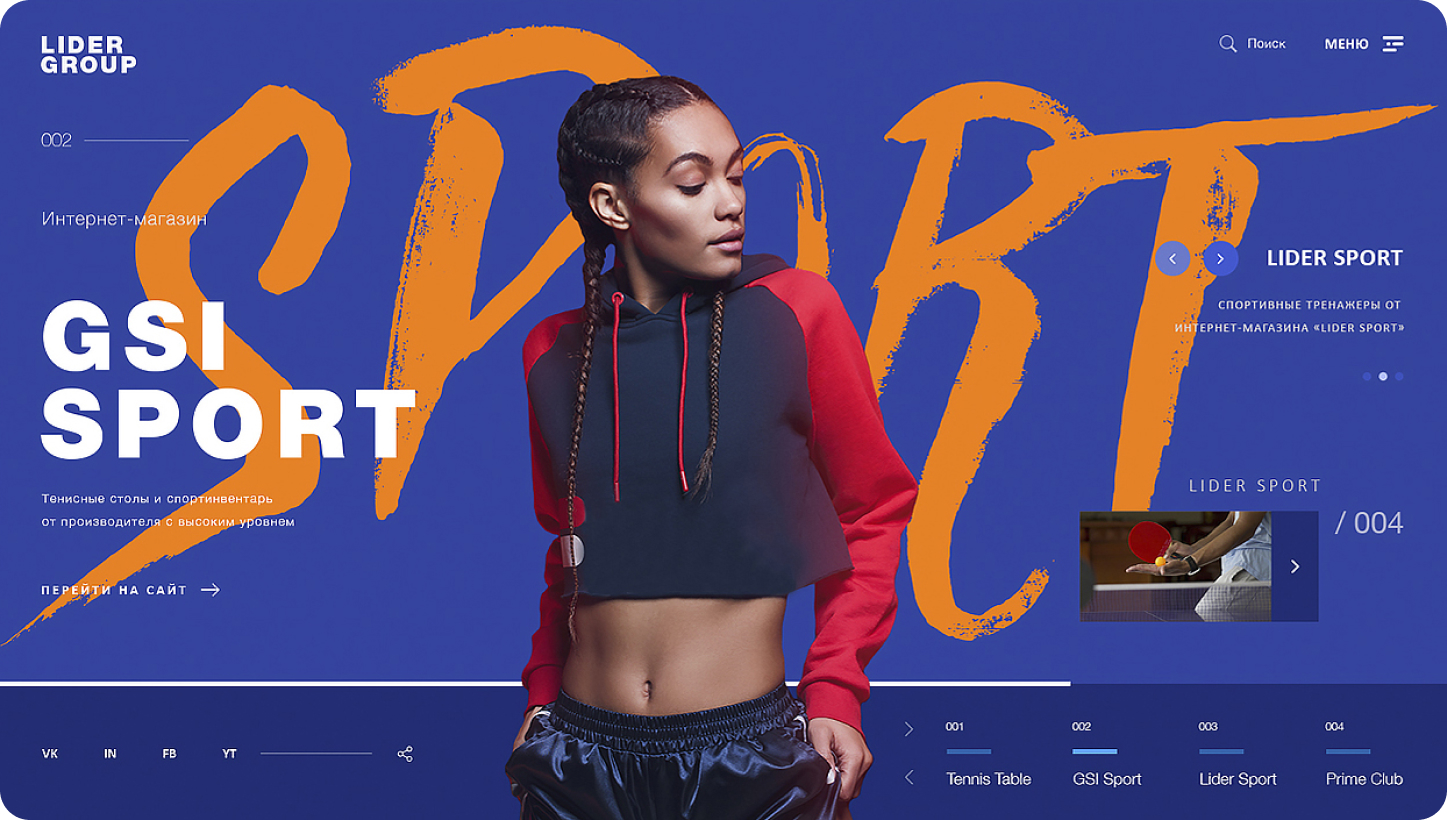 LIDER
GROUP
Поиск
МЕНЮ
SPORT
002
Интернет-магазин
GSI
SPORT
Тенисные столы и спортинвентарь
от производителя с высоким уровнем
ПЕРЕЙТИ НА САЙТ
LIDER SPORT
СПОРТИВНЫЕ ТРЕНАЖЕРЫ ОТ
ИНТЕРНЕТ-МАГАЗИНА «LIDER SPORT»
LIDER SPORT
/ 004
VK IN FB YT
001 002 003 004
Tennis Table GSI Sport Lider Sport Prime Club